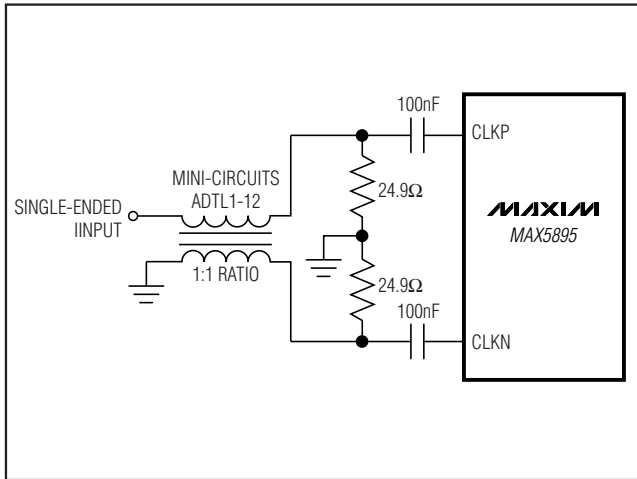 100nF
CLKP
MINI-CIRCUITS
ADTL1-12
24.9Ω
SINGLE-ENDED
IINPUT
MAXIM
MAX5895
1:1 RATIO
24.9Ω
100nF
CLKN